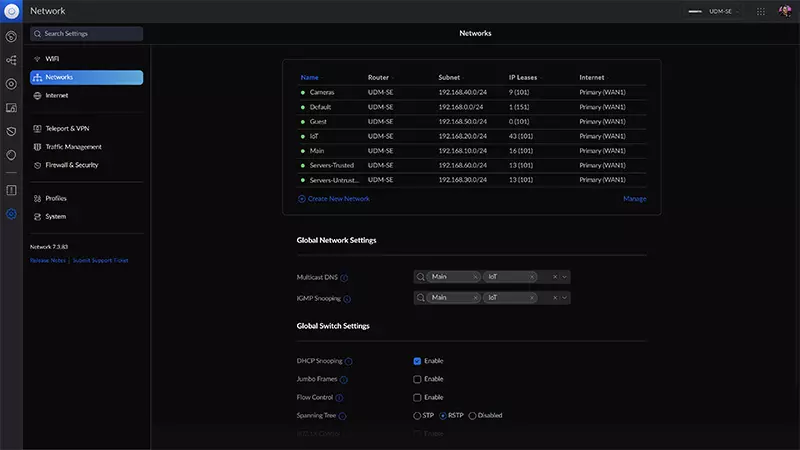 Network
UDM-SE
Search Settings
WiFi
Networks
Internet
Teleport & VPN
Traffic Management
Firewall & Security
Profiles
System
Network 7.3.83
Release Notes | Submit Support Ticket
Networks
Name Router Subnet IP Leases Internet
Cameras UDM-SE 192.168.40.0/24 9 (101) Primary (WAN1)
Default UDM-SE 192.168.0.0/24 1 (151) Primary (WAN1)
Guest UDM-SE 192.168.50.0/24 0 (101) Primary (WAN1)
IoT UDM-SE 192.168.20.0/24 43 (101) Primary (WAN1)
Main UDM-SE 192.168.10.0/24 16 (101) Primary (WAN1)
Servers-Trusted UDM-SE 192.168.60.0/24 13 (101) Primary (WAN1)
Servers-Untrust... UDM-SE 192.168.30.0/24 13 (101) Primary (WAN1)
Create New Network Manage
Global Network Settings
Multicast DNS Main IoT
IGMP Snooping Main IoT
Global Switch Settings
DHCP Snooping Enable
Jumbo Frames Enable
Flow Control Enable
Spanning Tree STP RSTP Disabled